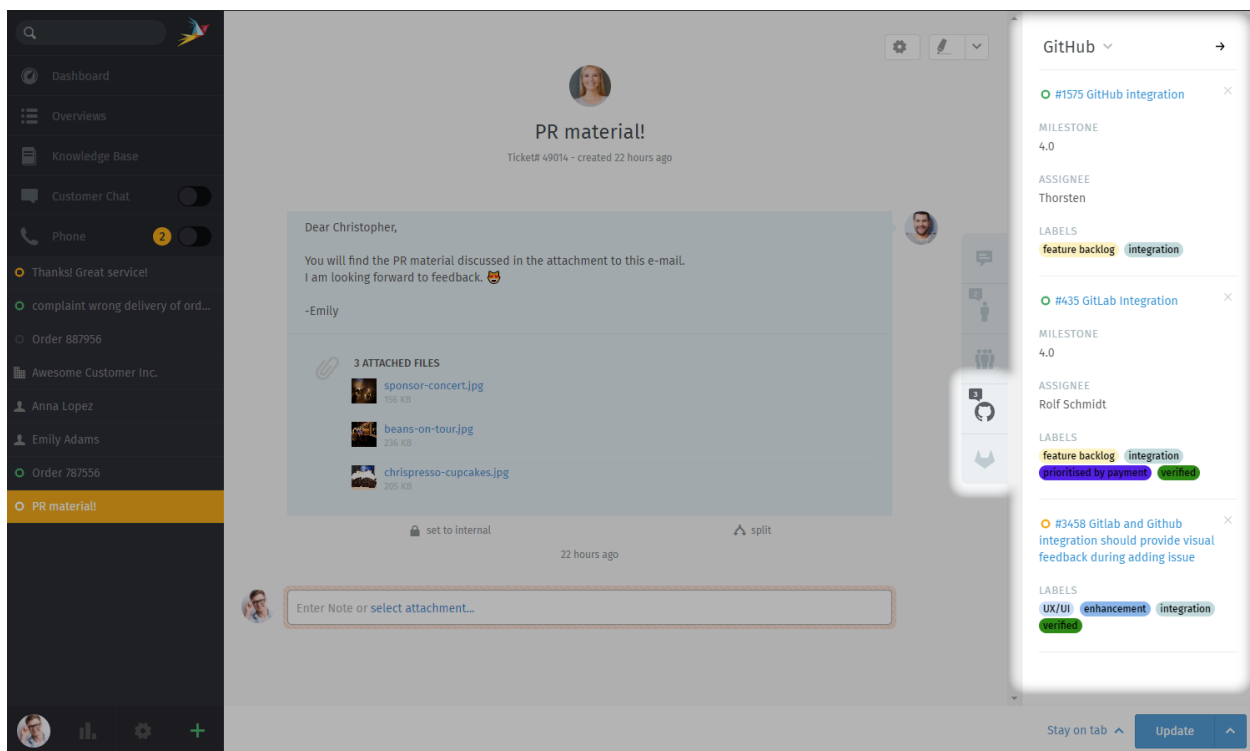 Dashboard
Overviews
Knowledge Base
Customer Chat
Phone 2
Thanks! Great service!
complaint wrong delivery of ord...
Order 887956
Awesome Customer Inc.
Anna Lopez
Emily Adams
Order 787556
PR material!
PR material!
Ticket# 49014 - created 22 hours ago
Dear Christopher,
You will find the PR material discussed in the attachment to this e-mail.
I am looking forward to feedback. 🐯
-Emily
3 ATTACHED FILES
sponsor-concert.jpg
156 KB
beans-on-tour.jpg
236 KB
chrispresso-cupcakes.jpg
205 KB
set to internal
split
22 hours ago
Enter Note or select attachment...
2
3
GitHub
#1575 GitHub integration
MILESTONE
4.0
ASSIGNEE
Thorsten
LABELS
feature backlog integration
#435 GitLab Integration
MILESTONE
4.0
ASSIGNEE
Rolf Schmidt
LABELS
feature backlog integration
prioritised by payment verified
#3458 Gitlab and Github
integration should provide visual
feedback during adding issue
LABELS
UX/UI enhancement integration
verified
Stay on tab
Update